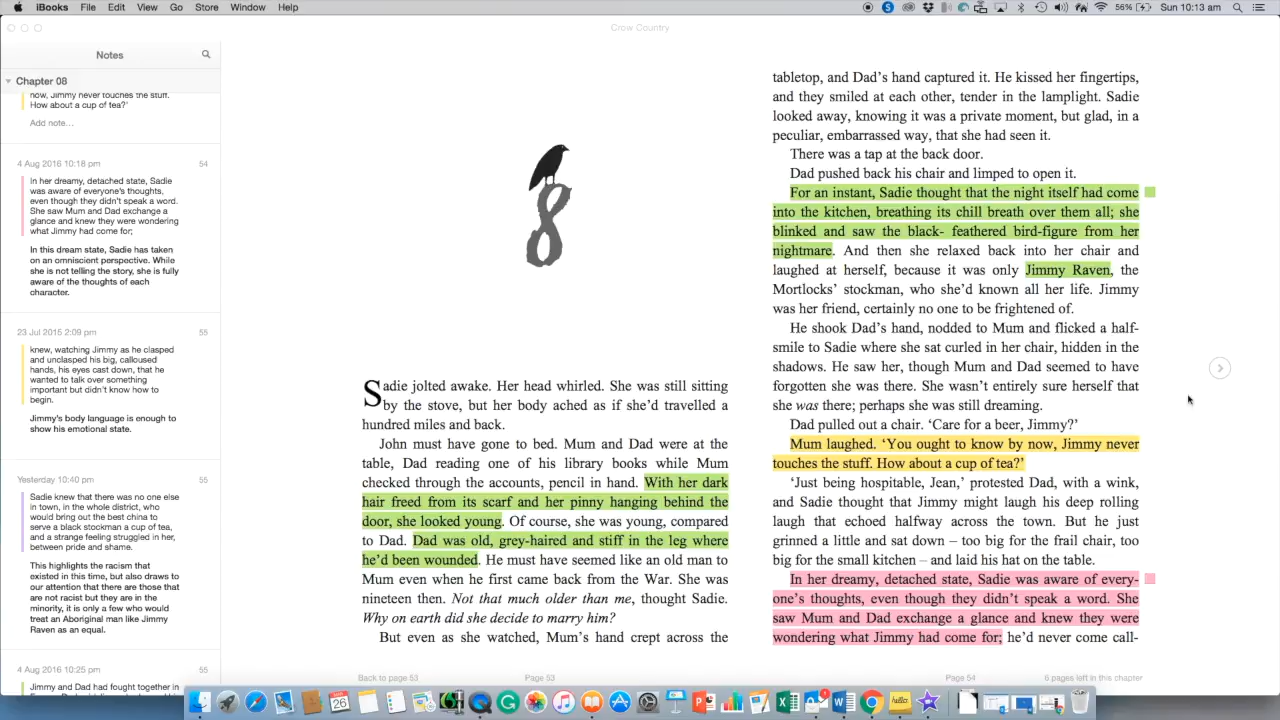 iBooks File Edit View Go Store Window Help
56% Sun 10:13 am
Crow Country
Notes
Chapter 08
now, Jimmy never touches the stuff.
How about a cup of tea?'
Add note…
4 Aug 2016 10:18 pm 54
In her dreamy, detached state, Sadie
was aware of everyone's thoughts,
even though they didn't speak a word.
She saw Mum and Dad exchange a
glance and knew they were wondering
what Jimmy had come for;
In this dream state, Sadie has taken
on an omniscient perspective. While
she is not telling the story, she is fully
aware of the thoughts of each
character.
23 Jul 2015 2:09 pm 55
knew, watching Jimmy as he clasped
and unclasped his big, calloused
hands, his eyes cast down, that he
wanted to talk over something
important but didn't know how to
begin.
Jimmy's body language is enough to
show his emotional state.
Yesterday 10:40 pm 55
Sadie knew that there was no one else
in town, in the whole district, who
would bring out the best china to
serve a black stockman a cup of tea,
and a strange feeling struggled in her,
between pride and shame.
This highlights the racism that
existed in this time, but also draws to
our attention that there are those that
are not racist but they are in the
minority, it is only a few who would
treat an Aboriginal man like Jimmy
Raven as an equal.
4 Aug 2016 10:25 pm 55
Jimmy and Dad had fought together in
8
Sadie jolted awake. Her head whirled. She was still sitting
by the stove, but her body ached as if she'd travelled a
hundred miles and back.
John must have gone to bed. Mum and Dad were at the
table, Dad reading one of his library books while Mum
checked through the accounts, pencil in hand. With her dark
hair freed from its scarf and her pinny hanging behind the
door, she looked young. Of course, she was young, compared
to Dad. Dad was old, grey-haired and stiff in the leg where
he'd been wounded. He must have seemed like an old man to
Mum even when he first came back from the War. She was
nineteen then. Not that much older than me, thought Sadie.
Why on earth did she decide to marry him?
But even as she watched, Mum's hand crept across the
tabletop, and Dad's hand captured it. He kissed her fingertips,
and they smiled at each other, tender in the lamplight. Sadie
looked away, knowing it was a private moment, but glad, in a
peculiar, embarrassed way, that she had seen it.
There was a tap at the back door.
Dad pushed back his chair and limped to open it.
For an instant, Sadie thought that the night itself had come
into the kitchen, breathing its chill breath over them all; she
blinked and saw the black- feathered bird-figure from her
nightmare. And then she relaxed back into her chair and
laughed at herself, because it was only Jimmy Raven, the
Mortlocks' stockman, who she'd known all her life. Jimmy
was her friend, certainly no one to be frightened of.
He shook Dad's hand, nodded to Mum and flicked a half-
smile to Sadie where she sat curled in her chair, hidden in the
shadows. He saw her, though Mum and Dad seemed to have
forgotten she was there. She wasn't entirely sure herself that
she was there; perhaps she was still dreaming.
Dad pulled out a chair. 'Care for a beer, Jimmy?'
Mum laughed. 'You ought to know by now, Jimmy never
touches the stuff. How about a cup of tea?'
'Just being hospitable, Jean,' protested Dad, with a wink,
and Sadie thought that Jimmy might laugh his deep rolling
laugh that echoed halfway across the town. But he just
grinned a little and sat down – too big for the frail chair, too
big for the small kitchen – and laid his hat on the table.
In her dreamy, detached state, Sadie was aware of every-
one's thoughts, even though they didn't speak a word. She
saw Mum and Dad exchange a glance and knew they were
wondering what Jimmy had come for; he'd never come call-
Back to page 53 Page 53 Page 54 6 pages left in this chapter
26